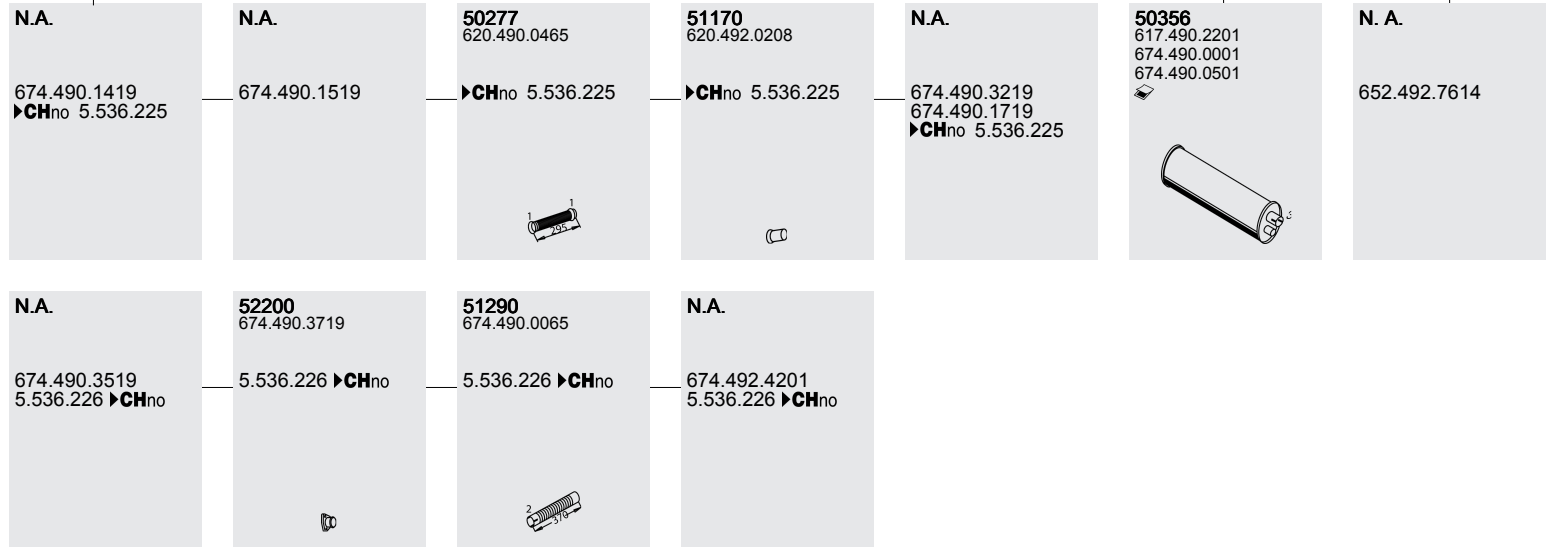 N.A.
674.490.1419
▶CHno 5.536.225
N.A.
674.490.1519
50277
620.490.0465
▶CHno 5.536.225
1 1
295
51170
620.492.0208
▶CHno 5.536.225
N.A.
674.490.3219
674.490.1719
▶CHno 5.536.225
50356
617.490.2201
674.490.0001
674.490.0501
N. A.
652.492.7614
N.A.
674.490.3519
5.536.226 ▶CHno
52200
674.490.3719
5.536.226 ▶CHno
51290
674.490.0065
5.536.226 ▶CHno
2
370
N.A.
674.492.4201
5.536.226 ▶CHno